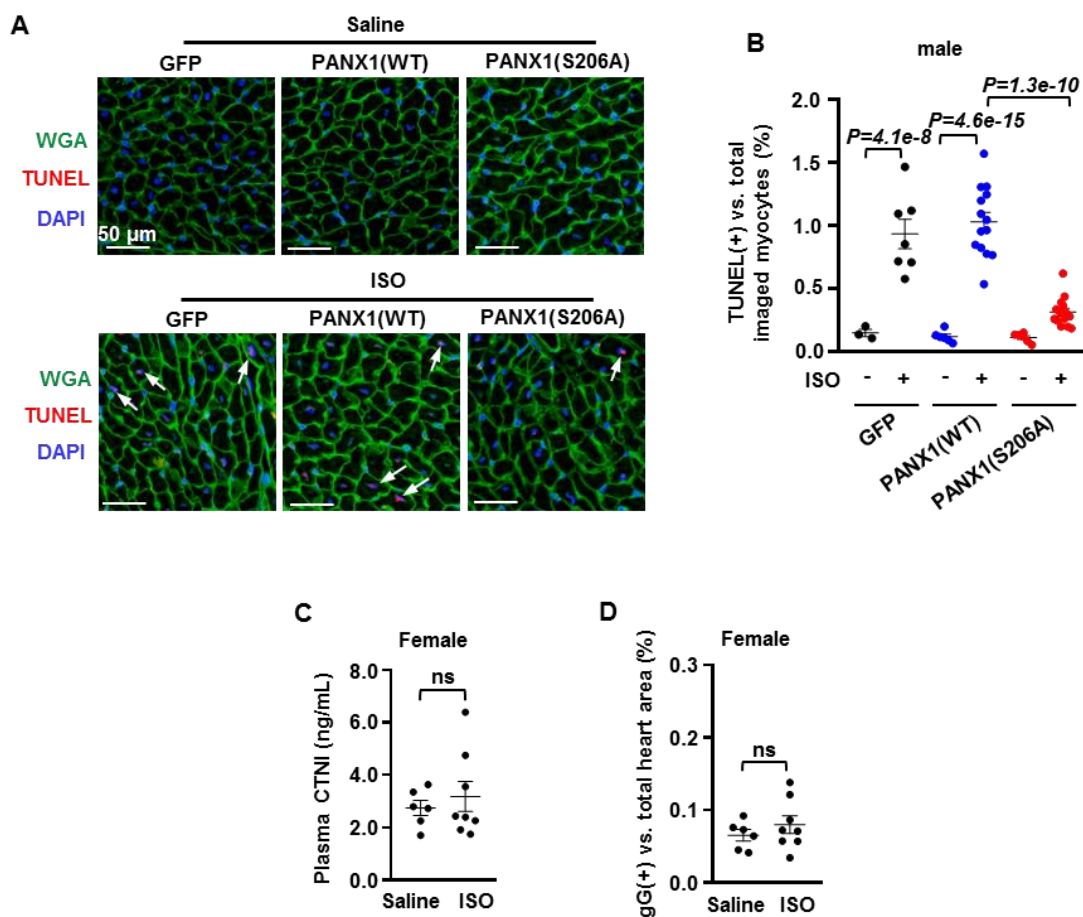 A
Saline
GFP PANX1(WT) PANX1(S206A)
WGA
TUNEL
DAPI
50 µm
ISO
GFP PANX1(WT) PANX1(S206A)
WGA
TUNEL
DAPI
B
male
TUNEL(+) vs. total
imaged myocytes (%)
2.0
1.5
1.0
0.5
0.0
P=4.1e-8
P=4.6e-15
P=1.3e-10
ISO - + - + - +
GFP
PANX1(WT)
PANX1(S206A)
C
Female
Plasma CTNI (ng/mL)
8.0
6.0
4.0
2.0
0.0
ns
Saline ISO
D
Female
gG(+) vs. total heart area (%)
0.3
0.2
0.1
0.0
ns
Saline ISO